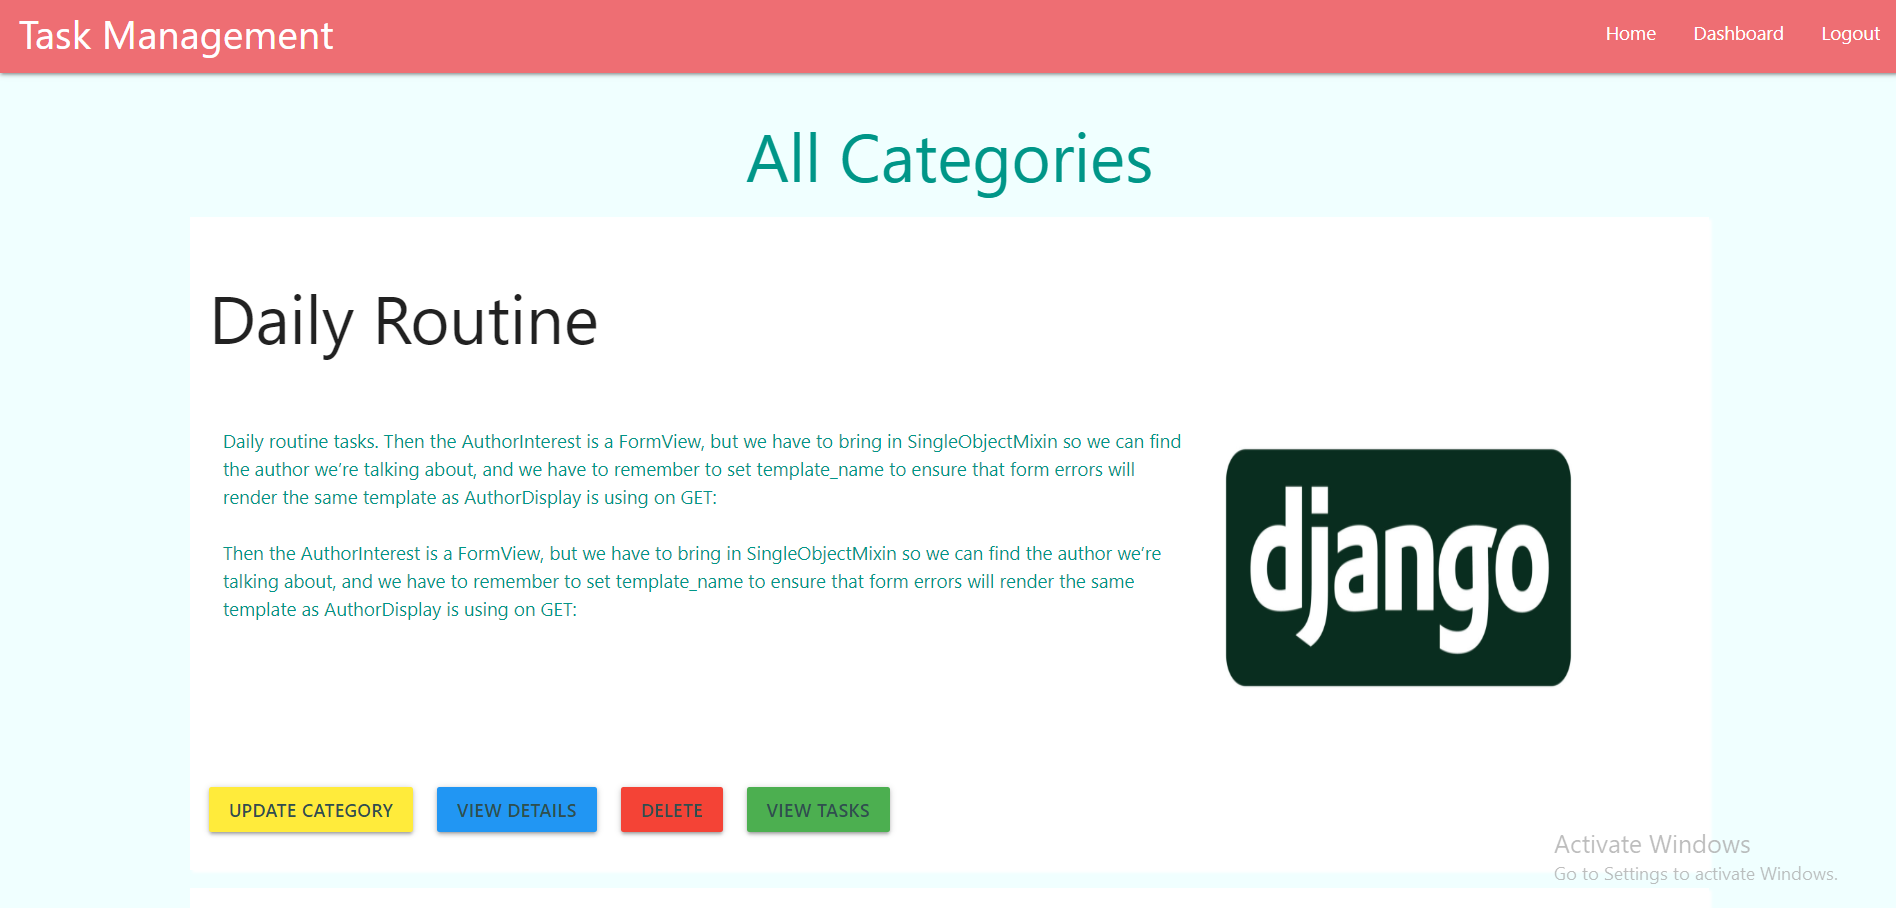 Task Management
Home Dashboard Logout
All Categories
Daily Routine
Daily routine tasks. Then the AuthorInterest is a FormView, but we have to bring in SingleObjectMixin so we can find
the author we’re talking about, and we have to remember to set template_name to ensure that form errors will
render the same template as AuthorDisplay is using on GET:
Then the AuthorInterest is a FormView, but we have to bring in SingleObjectMixin so we can find the author we’re
talking about, and we have to remember to set template_name to ensure that form errors will render the same
template as AuthorDisplay is using on GET:
django
UPDATE CATEGORY VIEW DETAILS DELETE VIEW TASKS
Activate Windows
Go to Settings to activate Windows.